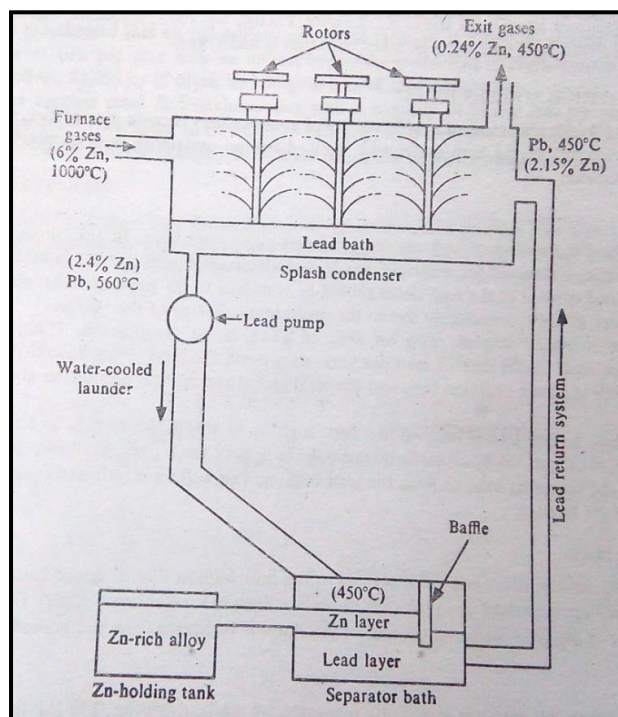 Rotors
Exit gases
(0.24% Zn, 450°C)
Furnace
gases
(6% Zn,
1000°C)
Pb, 450°C
(2.15% Zn)
Lead bath
Splash condenser
(2.4% Zn)
Pb, 560°C
Lead pump
Water-cooled
launder
Lead return system
Baffle
(450°C)
Zn layer
Zn-rich alloy
Lead layer
Zn-holding tank
Separator bath